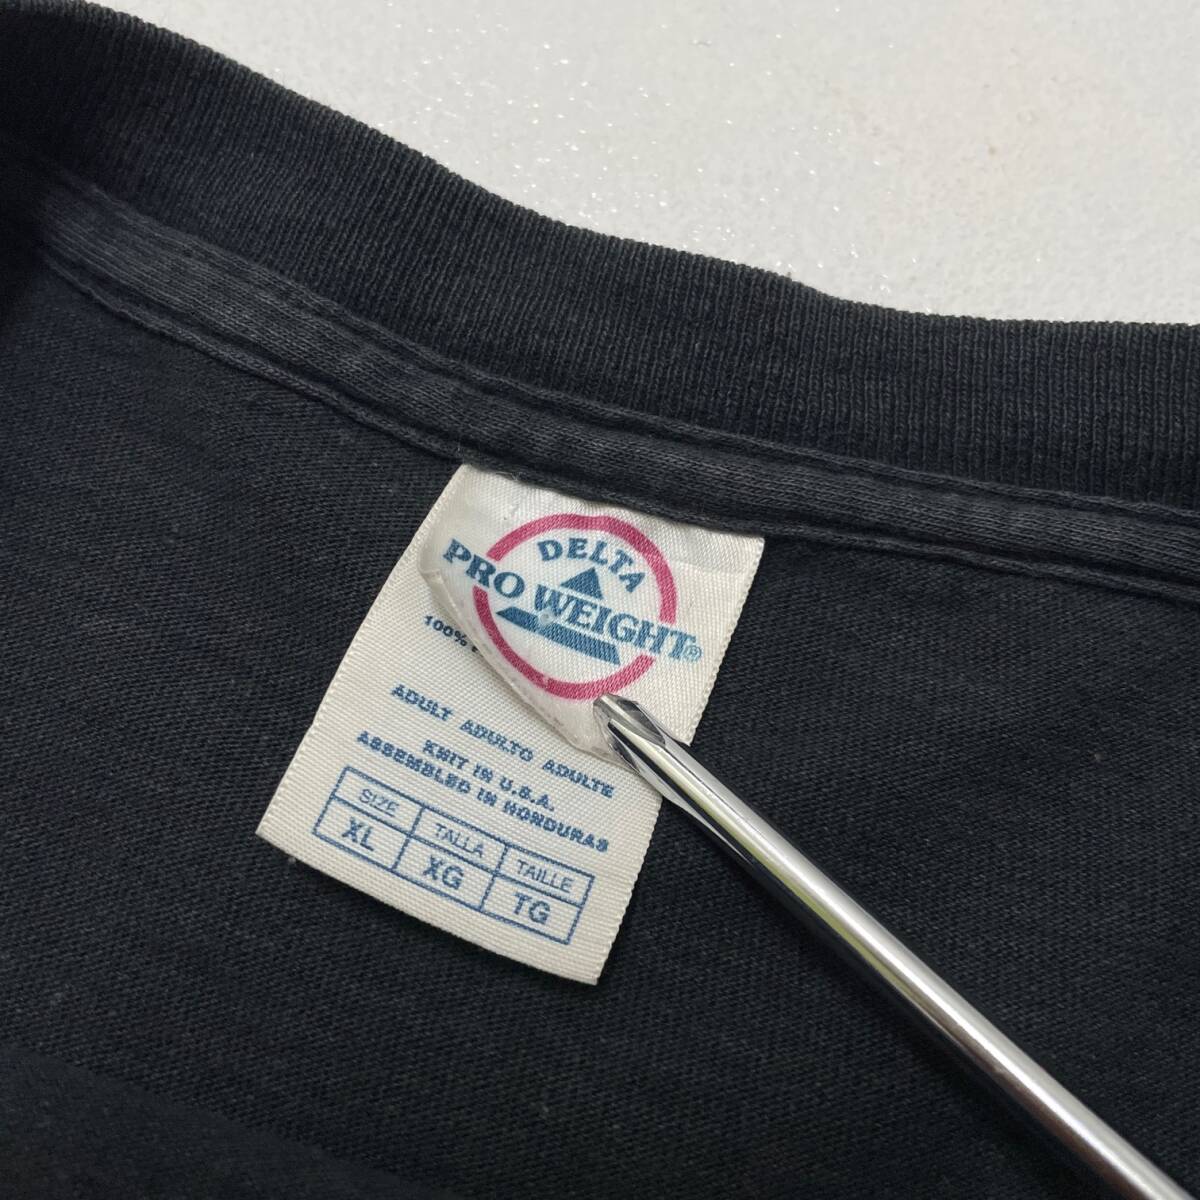 DELTA
PRO WEIGHT®
100%
ADULT ADULTO ADULTE
KNIT IN U.S.A.
ASSEMBLED IN HONDURAS
SIZE TALLA TAILLE
XL XG TG